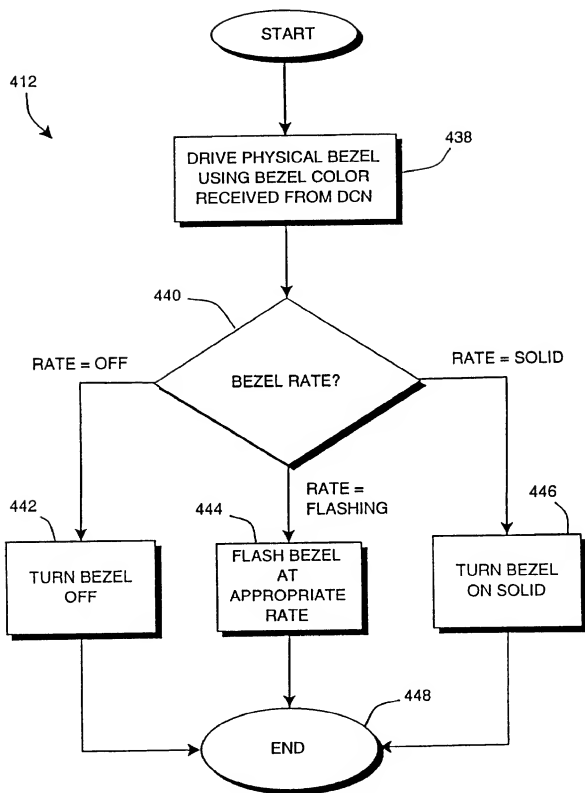 START
412
DRIVE PHYSICAL BEZEL
USING BEZEL COLOR
RECEIVED FROM DCN
438
440
BEZEL RATE?
RATE = OFF
RATE = SOLID
RATE =
FLASHING
442
TURN BEZEL
OFF
444
FLASH BEZEL
AT
APPROPRIATE
RATE
446
TURN BEZEL
ON SOLID
448
END